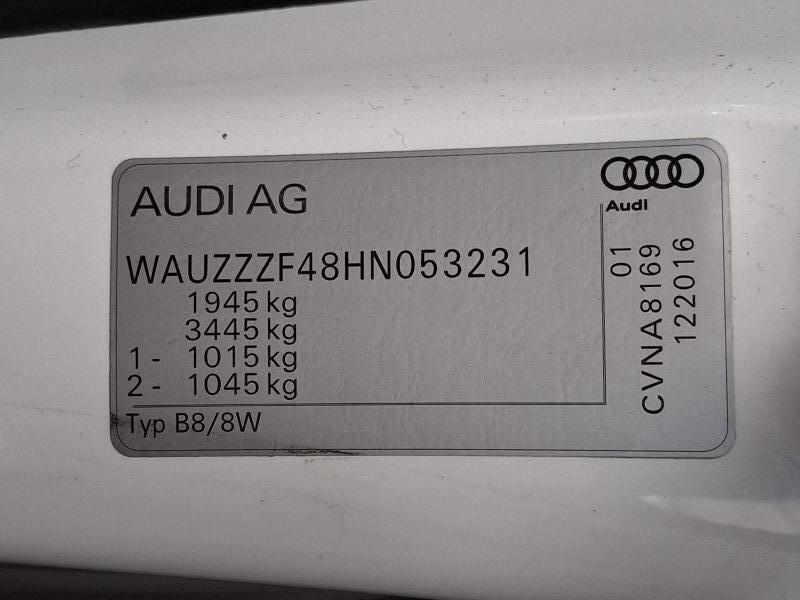 AUDI AG
Audi
WAUZZZF48HN053231
1945 kg
3445 kg
1 - 1015 kg
2 - 1045 kg
Typ B8/8W
01
CVNA8169
122016